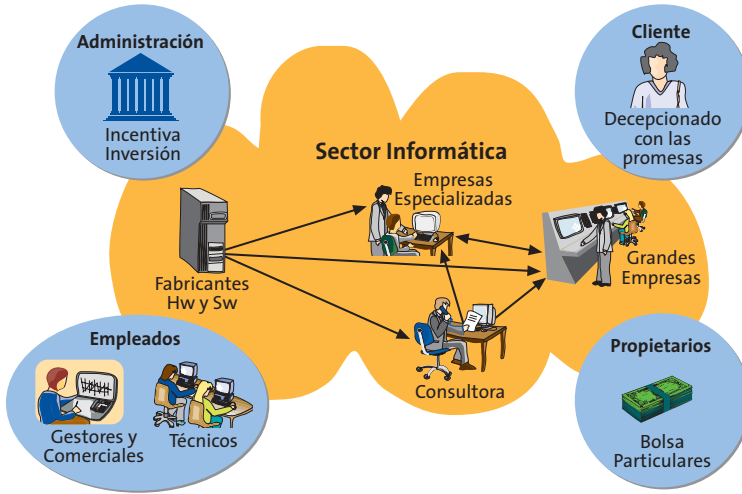 Administración
Incentiva
Inversión
Cliente
Decepcionado
con las
promesas
Sector Informática
Empresas
Especializadas
Fabricantes
Hw y Sw
Grandes
Empresas
Consultora
Empleados
Gestores y
Comerciales
Técnicos
Propietarios
Bolsa
Particulares